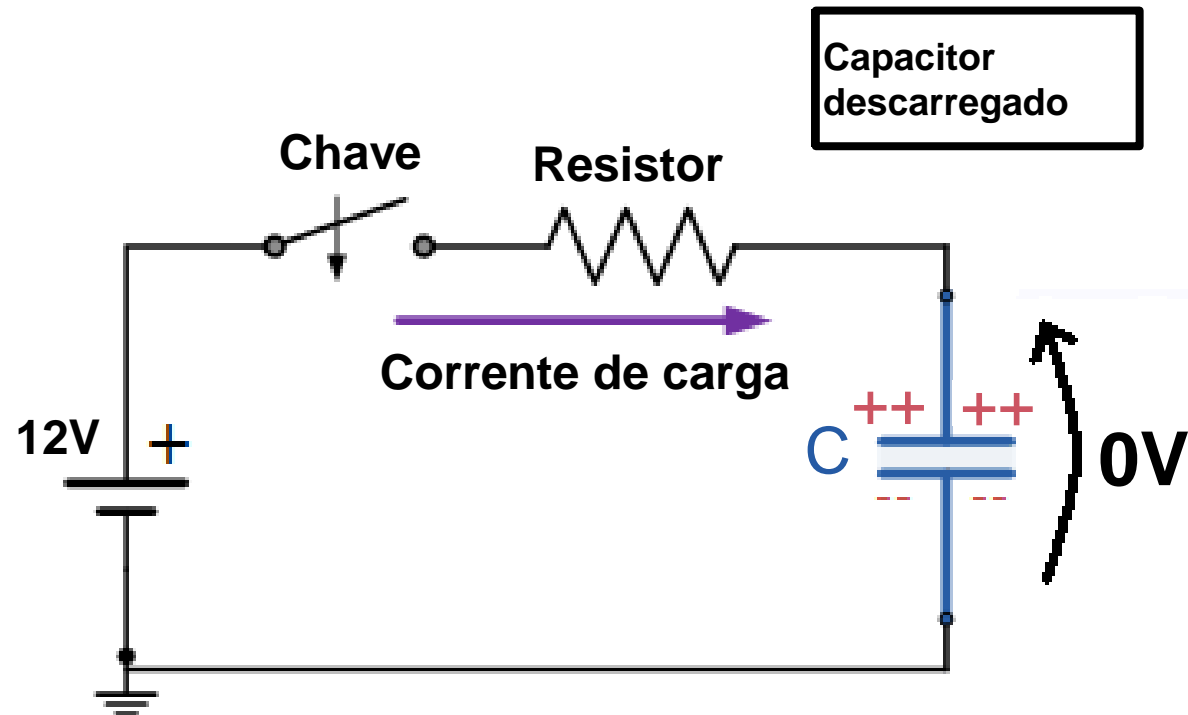 Capacitor
descarregado
Chave
Resistor
Corrente de carga
12V
+
++ ++
C
-- --
0V